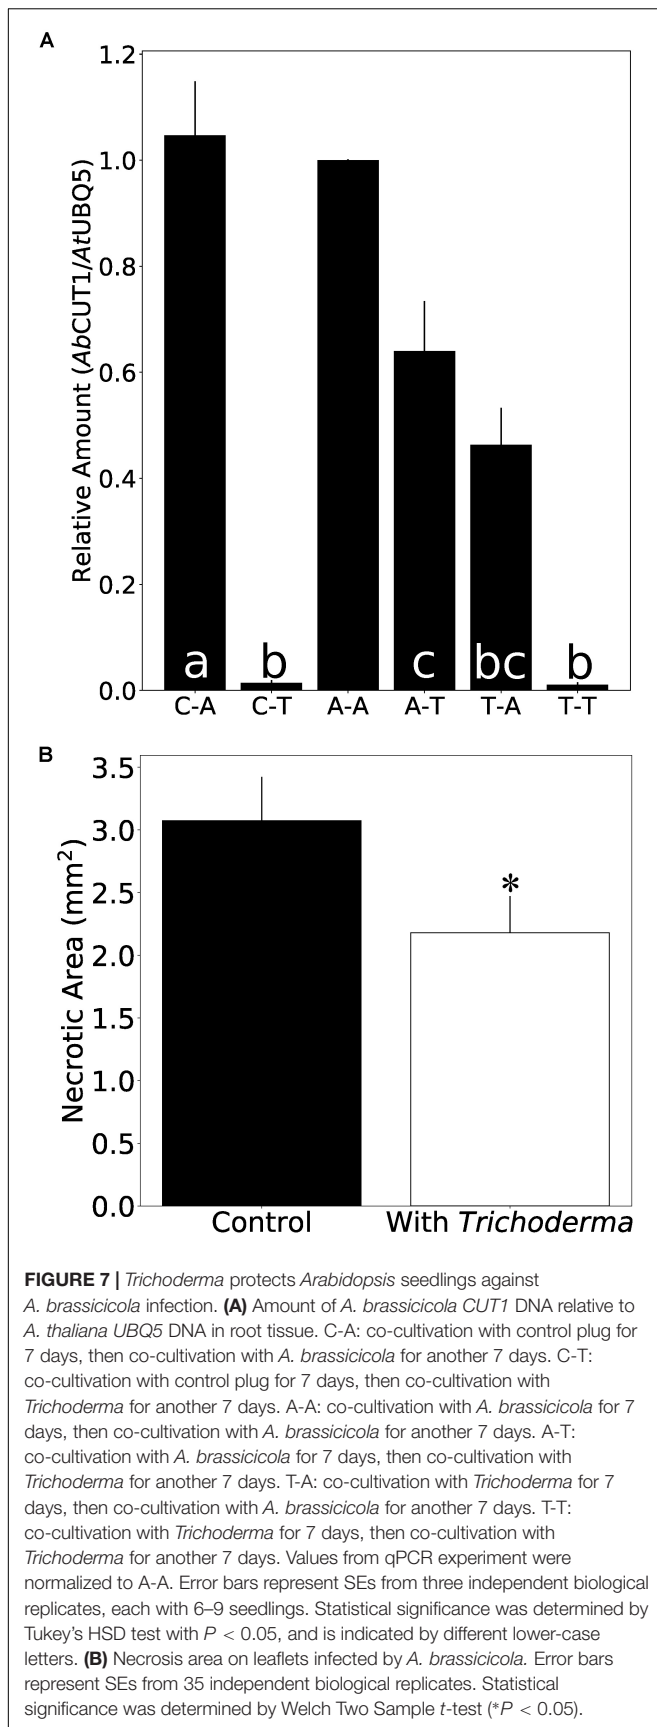 A
1.2
1.0
0.8
0.6
0.4
0.2
0.0
Relative Amount (AbCUT1/AtUBQ5)
a b c bc b
C-A C-T A-A A-T T-A T-T
B
3.5
3.0
2.5
2.0
1.5
1.0
0.5
0.0
Necrotic Area (mm²)
*
Control With Trichoderma
FIGURE 7 | Trichoderma protects Arabidopsis seedlings against
A. brassicicola infection. (A) Amount of A. brassicicola CUT1 DNA relative to
A. thaliana UBQ5 DNA in root tissue. C-A: co-cultivation with control plug for
7 days, then co-cultivation with A. brassicicola for another 7 days. C-T:
co-cultivation with control plug for 7 days, then co-cultivation with
Trichoderma for another 7 days. A-A: co-cultivation with A. brassicicola for 7
days, then co-cultivation with A. brassicicola for another 7 days. A-T:
co-cultivation with A. brassicicola for 7 days, then co-cultivation with
Trichoderma for another 7 days. T-A: co-cultivation with Trichoderma for 7
days, then co-cultivation with A. brassicicola for another 7 days. T-T:
co-cultivation with Trichoderma for 7 days, then co-cultivation with
Trichoderma for another 7 days. Values from qPCR experiment were
normalized to A-A. Error bars represent SEs from three independent biological
replicates, each with 6–9 seedlings. Statistical significance was determined by
Tukey's HSD test with P < 0.05, and is indicated by different lower-case
letters. (B) Necrosis area on leaflets infected by A. brassicicola. Error bars
represent SEs from 35 independent biological replicates. Statistical
significance was determined by Welch Two Sample t-test (*P < 0.05).